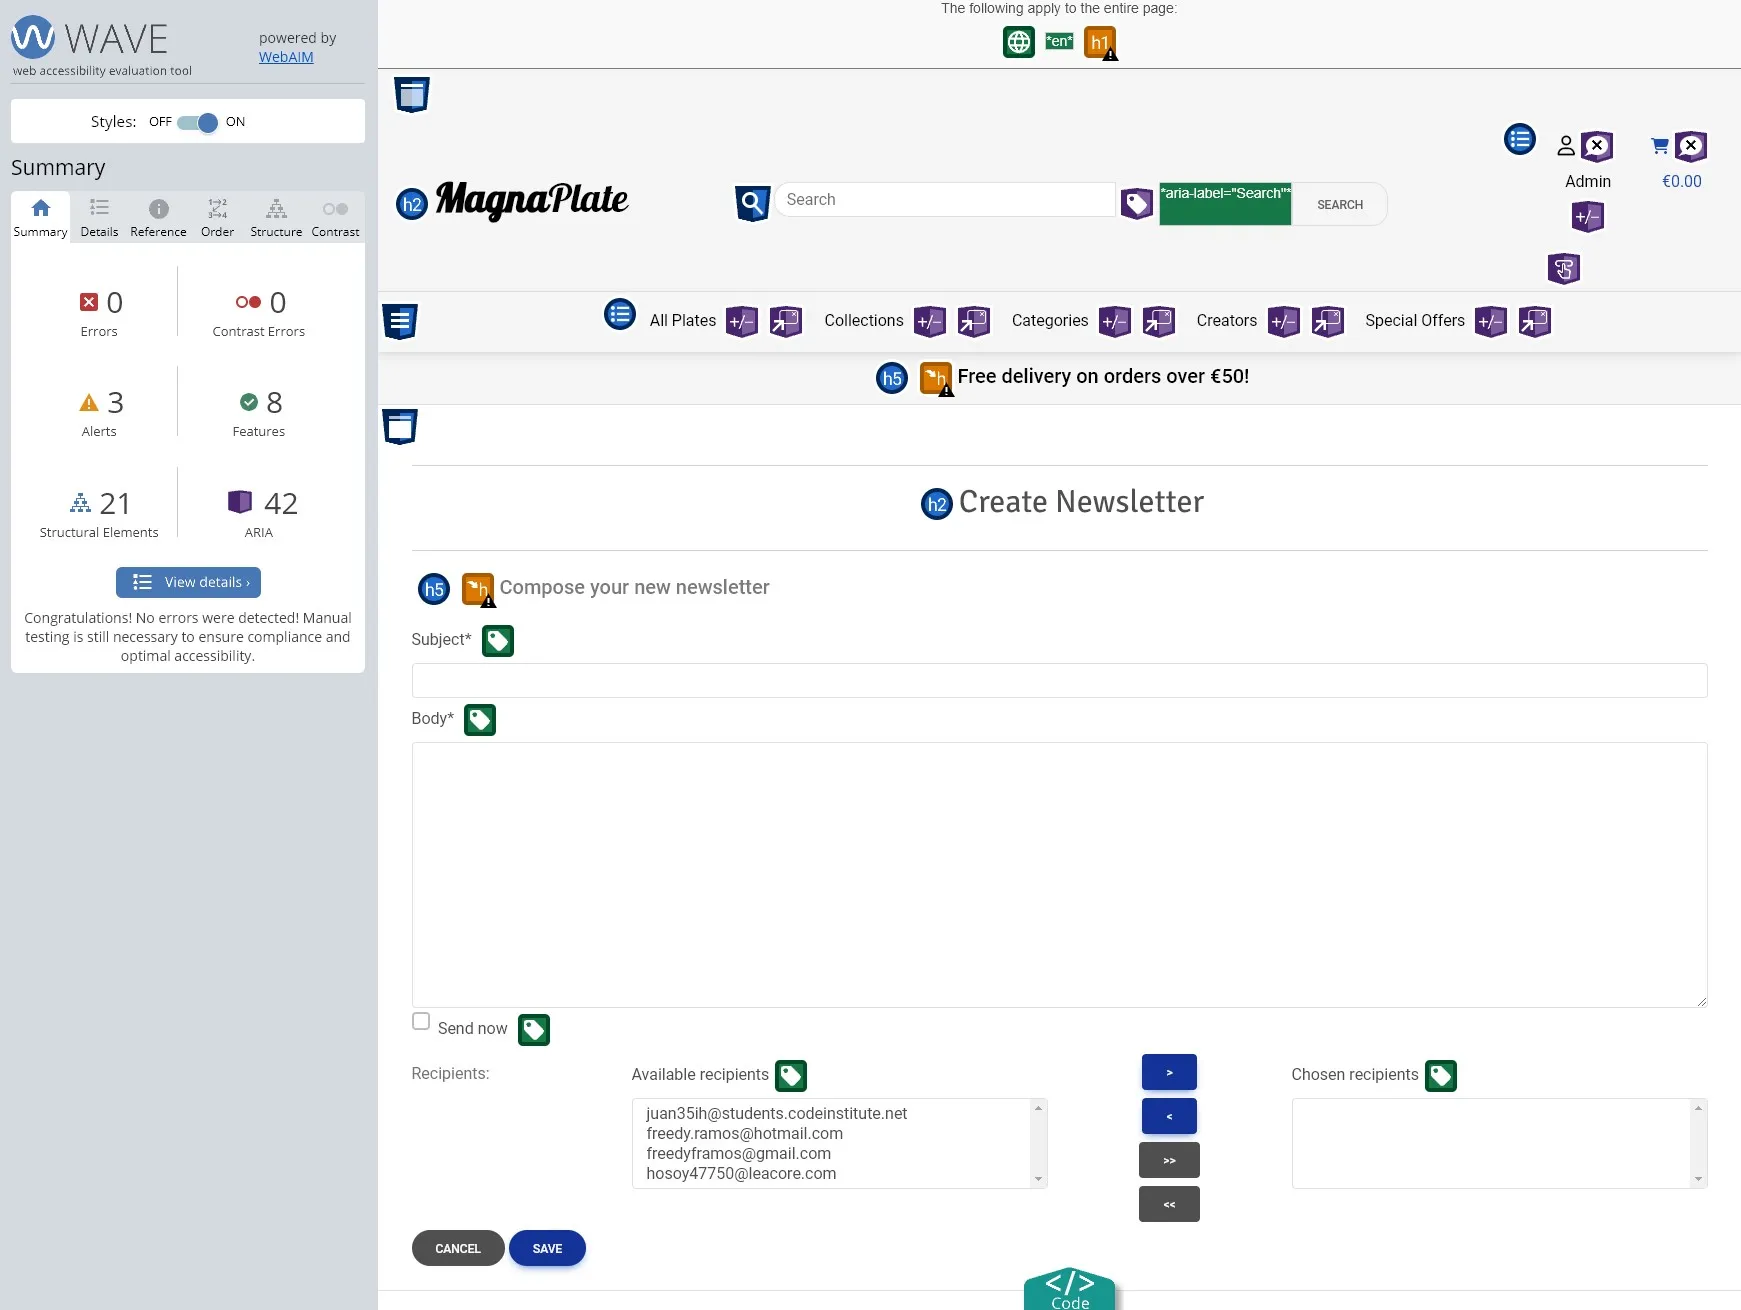 WAVE
powered by
WebAIM
web accessibility evaluation tool
Styles: OFF ON
Summary
Summary Details Reference Order Structure Contrast
0 0
Errors Contrast Errors
3 8
Alerts Features
21 42
Structural Elements ARIA
View details ›
Congratulations! No errors were detected! Manual
testing is still necessary to ensure compliance and
optimal accessibility.
The following apply to the entire page:
*en* h1
h2 MagnaPlate
Search
*aria-label="Search"*
SEARCH
Admin
€0.00
+/-
All Plates +/- Collections +/- Categories +/- Creators +/- Special Offers +/-
h5 h Free delivery on orders over €50!
h2 Create Newsletter
h5 h Compose your new newsletter
Subject*
Body*
Send now
Recipients:
Available recipients
juan35ih@students.codeinstitute.net
freedy.ramos@hotmail.com
freedyframos@gmail.com
hosoy47750@leacore.com
>
<
>>
<<
Chosen recipients
CANCEL SAVE
</>
Code